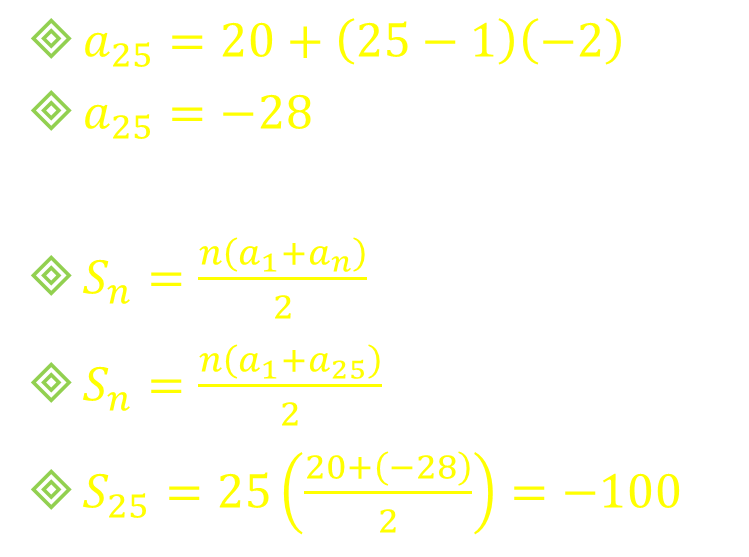 a₂₅ = 20 + (25 − 1)(−2)
a₂₅ = −28
Sₙ = n(a₁+aₙ)/2
Sₙ = n(a₁+a₂₅)/2
S₂₅ = 25((20+(−28))/2) = −100